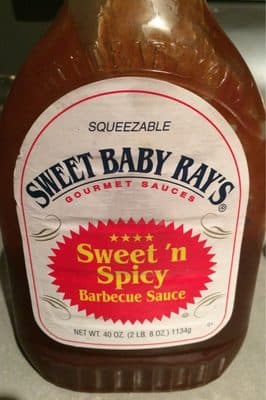 SQUEEZABLE
SWEET BABY RAY'S®
GOURMET SAUCES
Sweet 'n
Spicy
Barbecue Sauce
NET WT. 40 OZ. (2 LB. 8 OZ.) 1134g